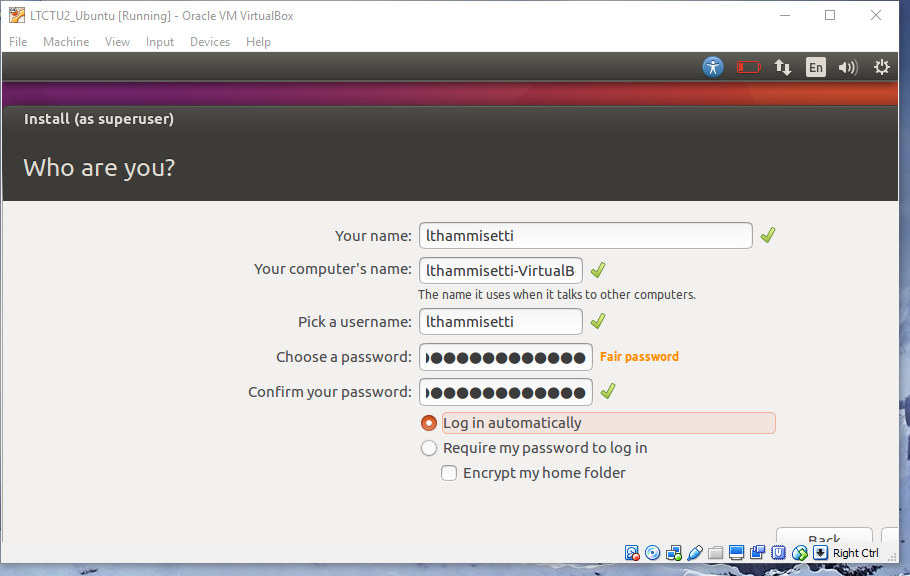 LTCTU2_Ubuntu [Running] - Oracle VM VirtualBox
File Machine View Input Devices Help
En
Install (as superuser)
Who are you?
Your name: lthammisetti
Your computer's name: lthammisetti-VirtualB
The name it uses when it talks to other computers.
Pick a username: lthammisetti
Choose a password: Fair password
Confirm your password:
Log in automatically
Require my password to log in
Encrypt my home folder
Back
Right Ctrl